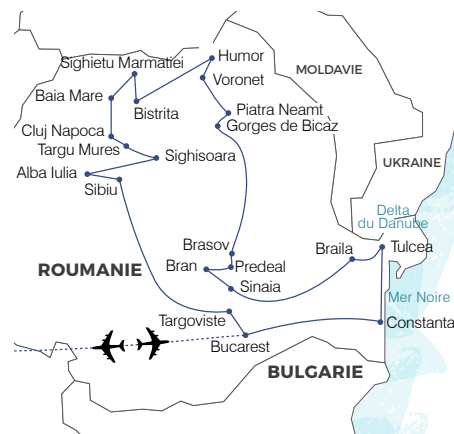 Sighietu Marmatiei
Humor
MOLDAVIE
Voronet
Baia Mare
Bistrita
Piatra Neamt
Gorges de Bicaz
Cluj Napoca
Targu Mures
Sighisoara
UKRAINE
Alba Iulia
Sibiu
Delta
du Danube
Brasov
Braila
Tulcea
ROUMANIE
Bran
Predeal
Sinaia
Mer Noire
Targoviste
Constanta
Bucarest
BULGARIE